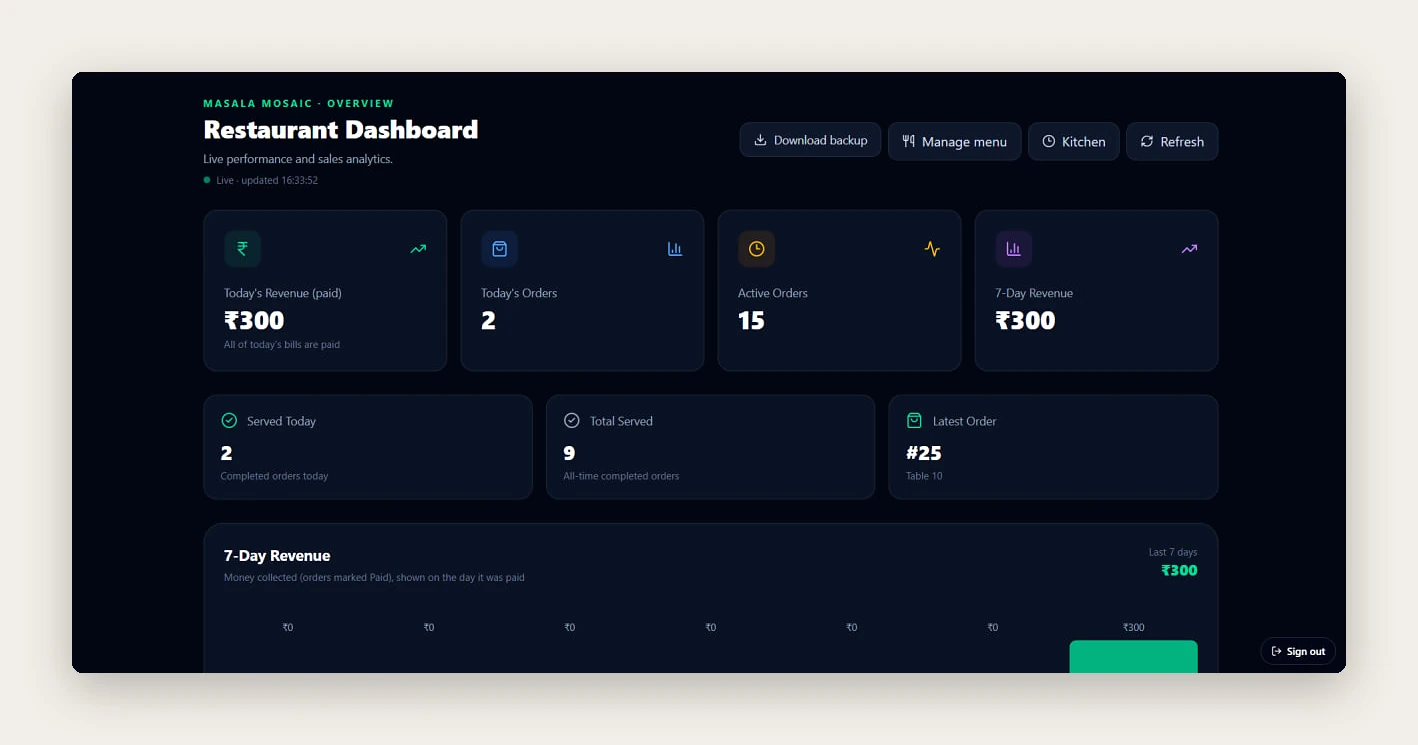 MASALA MOSAIC · OVERVIEW
Restaurant Dashboard
Live performance and sales analytics.
Live · updated 16:33:52
Download backup
Manage menu
Kitchen
Refresh
Today's Revenue (paid)
₹300
All of today's bills are paid
Today's Orders
2
Active Orders
15
7-Day Revenue
₹300
Served Today
2
Completed orders today
Total Served
9
All-time completed orders
Latest Order
#25
Table 10
7-Day Revenue
Money collected (orders marked Paid), shown on the day it was paid
Last 7 days
₹300
₹0
₹0
₹0
₹0
₹0
₹0
₹300
Sign out